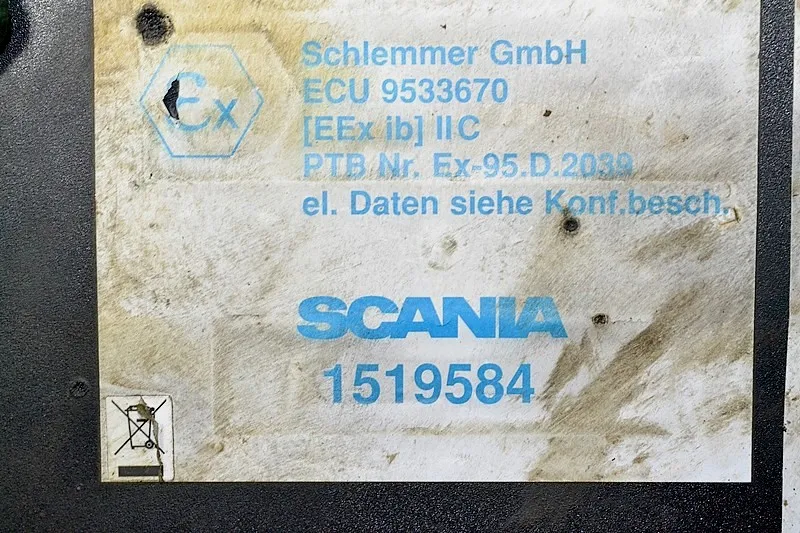 Schlemmer GmbH
ECU 9533670
[EEx ib] IIC
PTB Nr. Ex-95.D.2039
el. Daten siehe Konf.besch.
Ex
SCANIA
1519584